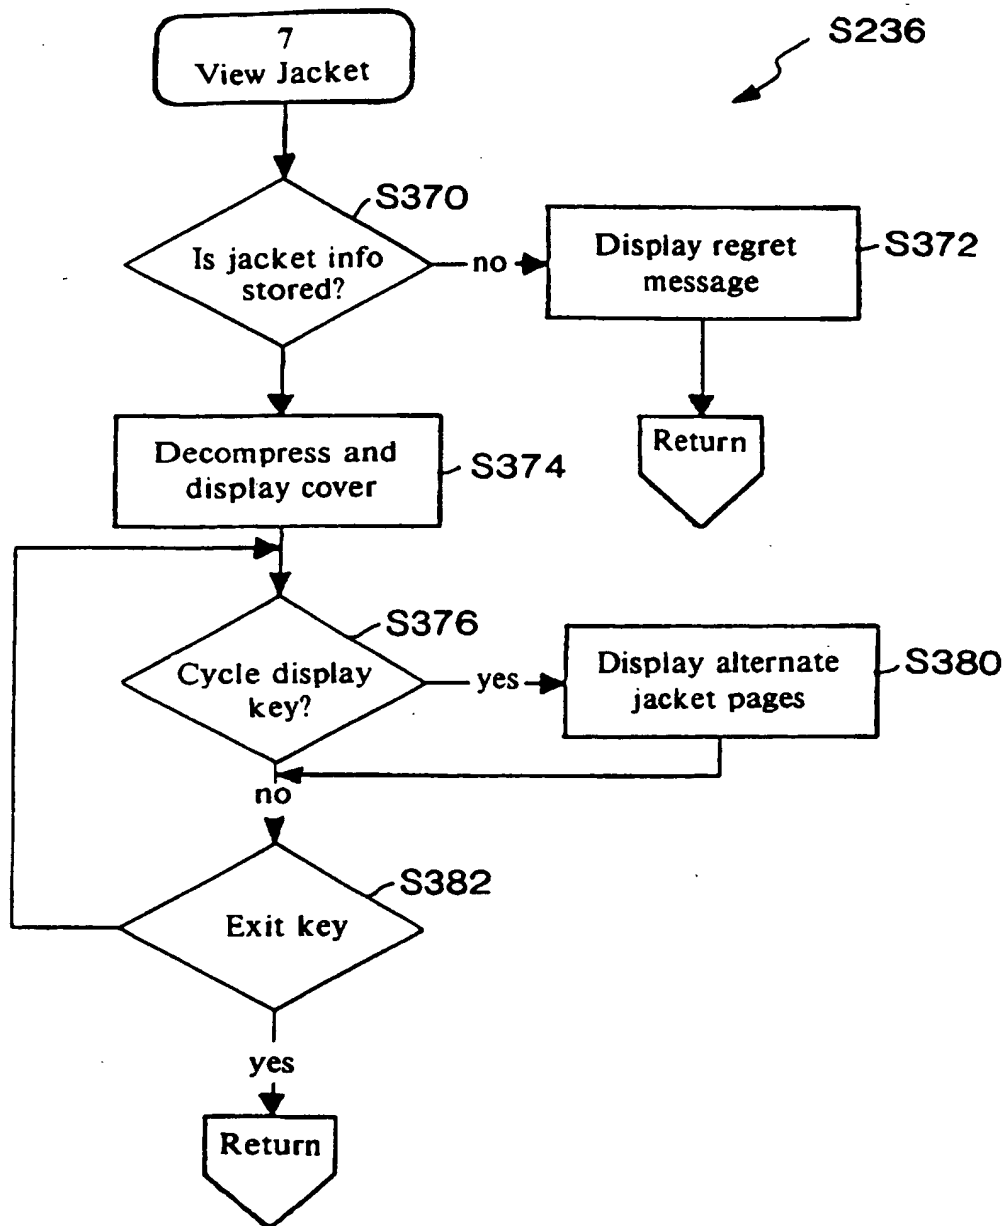 7
View Jacket
S236
S370
Is jacket info
stored?
no
Display regret
message
S372
Return
Decompress and
display cover
S374
S376
Cycle display
key?
yes
Display alternate
jacket pages
S380
no
S382
Exit key
yes
Return